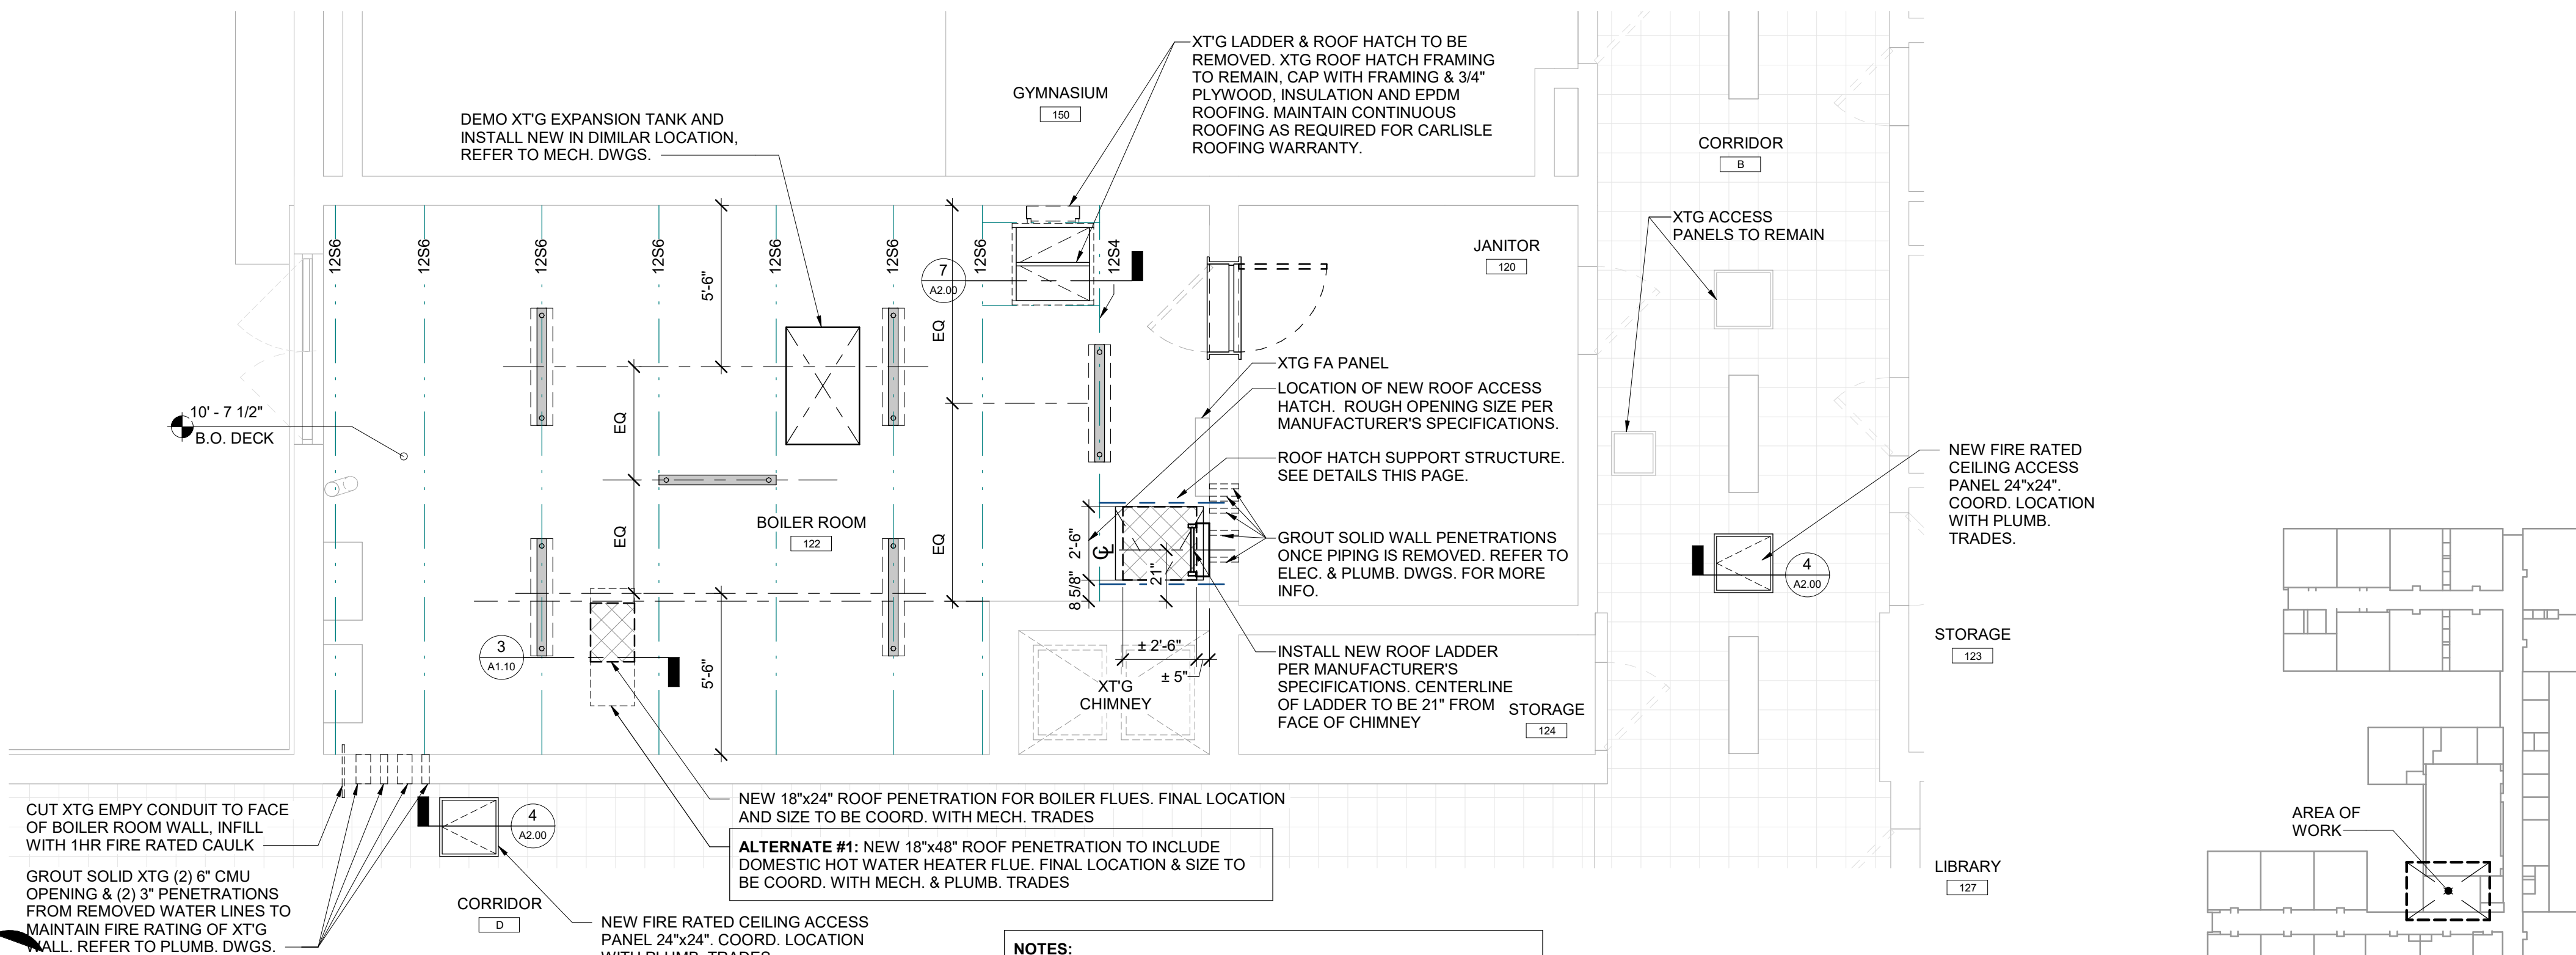 XT'G LADDER & ROOF HATCH TO BE
REMOVED. XTG ROOF HATCH FRAMING
TO REMAIN, CAP WITH FRAMING & 3/4"
PLYWOOD, INSULATION AND EPDM
ROOFING. MAINTAIN CONTINUOUS
ROOFING AS REQUIRED FOR CARLISLE
ROOFING WARRANTY.
GYMNASIUM
150
DEMO XT'G EXPANSION TANK AND
INSTALL NEW IN DIMILAR LOCATION,
REFER TO MECH. DWGS.
CORRIDOR
B
XTG ACCESS
PANELS TO REMAIN
JANITOR
120
12S6
12S6
12S6
12S6
12S6
12S6
12S6
12S4
5'-6"
7
A2.00
EQ
XTG FA PANEL
LOCATION OF NEW ROOF ACCESS
HATCH. ROUGH OPENING SIZE PER
MANUFACTURER'S SPECIFICATIONS.
10' - 7 1/2"
B.O. DECK
EQ
ROOF HATCH SUPPORT STRUCTURE.
SEE DETAILS THIS PAGE.
NEW FIRE RATED
CEILING ACCESS
PANEL 24"x24".
COORD. LOCATION
WITH PLUMB.
TRADES.
BOILER ROOM
122
EQ
EQ
2'-6"
CL
21"
8 5/8"
GROUT SOLID WALL PENETRATIONS
ONCE PIPING IS REMOVED. REFER TO
ELEC. & PLUMB. DWGS. FOR MORE
INFO.
4
A2.00
STORAGE
123
3
A1.10
5'-6"
± 2'-6"
± 5"
XT'G
CHIMNEY
INSTALL NEW ROOF LADDER
PER MANUFACTURER'S
SPECIFICATIONS. CENTERLINE
OF LADDER TO BE 21" FROM
FACE OF CHIMNEY
STORAGE
124
CUT XTG EMPY CONDUIT TO FACE
OF BOILER ROOM WALL, INFILL
WITH 1HR FIRE RATED CAULK
4
A2.00
NEW 18"x24" ROOF PENETRATION FOR BOILER FLUES. FINAL LOCATION
AND SIZE TO BE COORD. WITH MECH. TRADES
ALTERNATE #1: NEW 18"x48" ROOF PENETRATION TO INCLUDE
DOMESTIC HOT WATER HEATER FLUE. FINAL LOCATION & SIZE TO
BE COORD. WITH MECH. & PLUMB. TRADES
AREA OF
WORK
LIBRARY
127
GROUT SOLID XTG (2) 6" CMU
OPENING & (2) 3" PENETRATIONS
FROM REMOVED WATER LINES TO
MAINTAIN FIRE RATING OF XT'G
WALL. REFER TO PLUMB. DWGS.
CORRIDOR
D
NEW FIRE RATED CEILING ACCESS
PANEL 24"x24". COORD. LOCATION
WITH PLUMB. TRADES
NOTES: